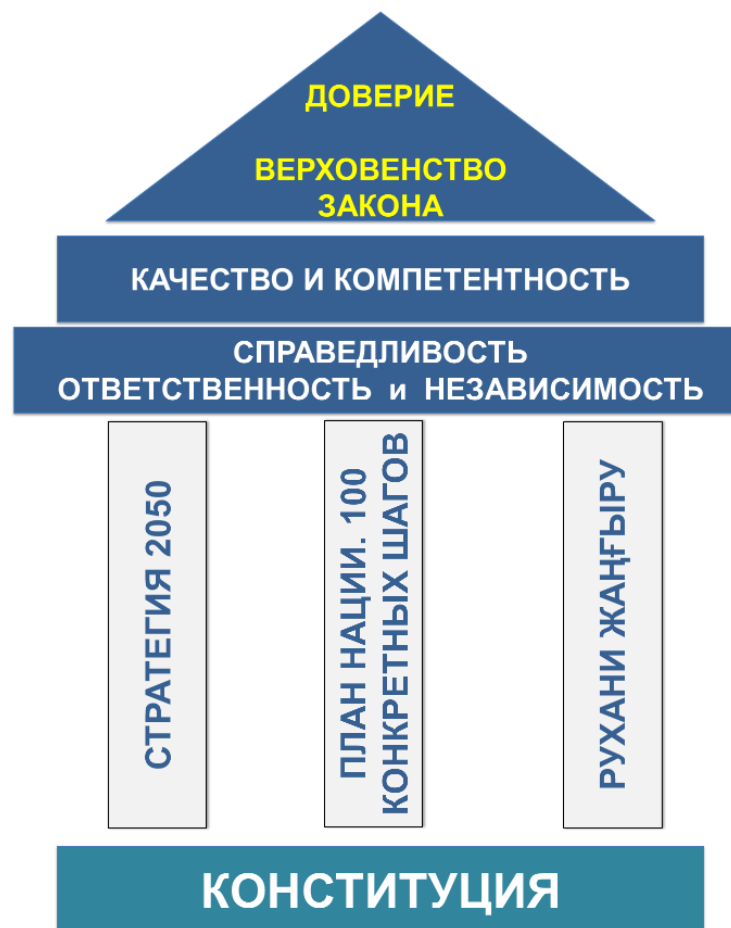 ДОВЕРИЕ
ВЕРХОВЕНСТВО
ЗАКОНА
КАЧЕСТВО И КОМПЕТЕНТНОСТЬ
СПРАВЕДЛИВОСТЬ
ОТВЕТСТВЕННОСТЬ и НЕЗАВИСИМОСТЬ
СТРАТЕГИЯ 2050
ПЛАН НАЦИИ. 100
КОНКРЕТНЫХ ШАГОВ
РУХАНИ ЖАҢҒЫРУ
КОНСТИТУЦИЯ